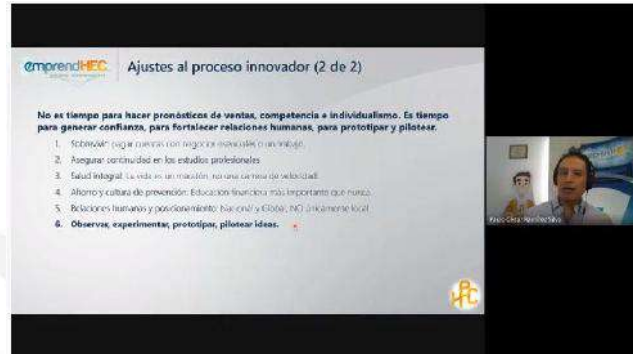 emprendHEC
Ajustes al proceso innovador (2 de 2)
No es tiempo para hacer pronósticos de ventas, competencia e individualismo. Es tiempo
para generar confianza, para fortalecer relaciones humanas, para prototipar y pilotear.
1. Sobrevivir: pagar cuentas con negocios esenciales o un trabajo.
2. Asegurar continuidad en los estudios profesionales
3. Salud integral: La vida es un maratón, no una carrera de velocidad.
4. Ahorro y cultura de prevención: Educación financiera más importante que nunca.
5. Relaciones humanas y posicionamiento: Nacional y Global, NO únicamente local.
6. Observar, experimentar, prototipar, pilotear ideas.
Ramírez Silva